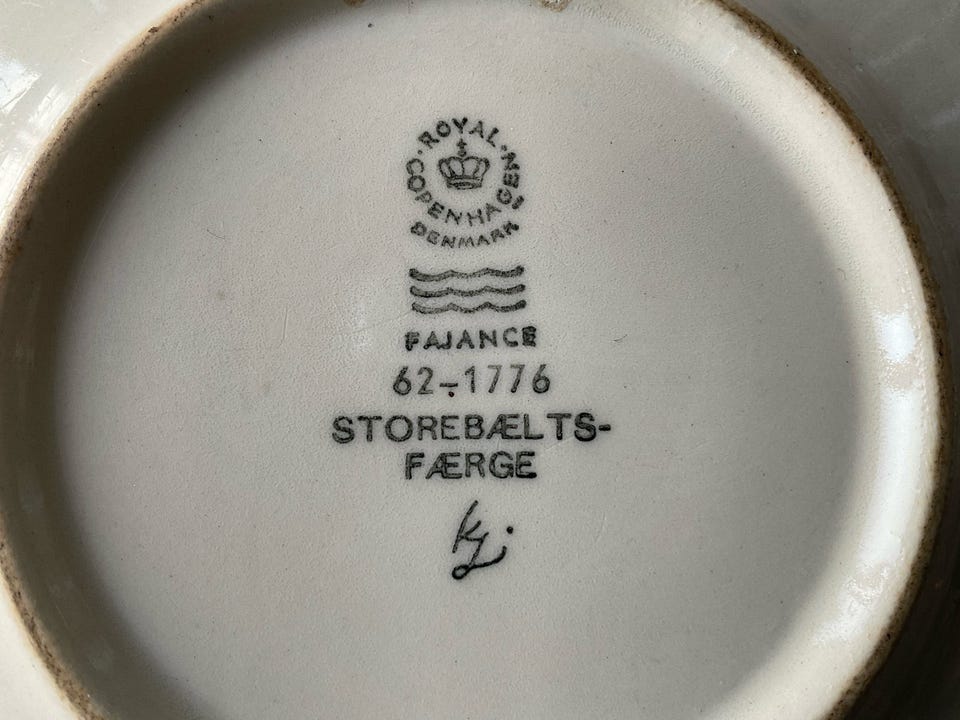 ROYAL
COPENHAGEN
DENMARK
FAJANCE
62-1776
STOREBÆLTS-
FÆRGE